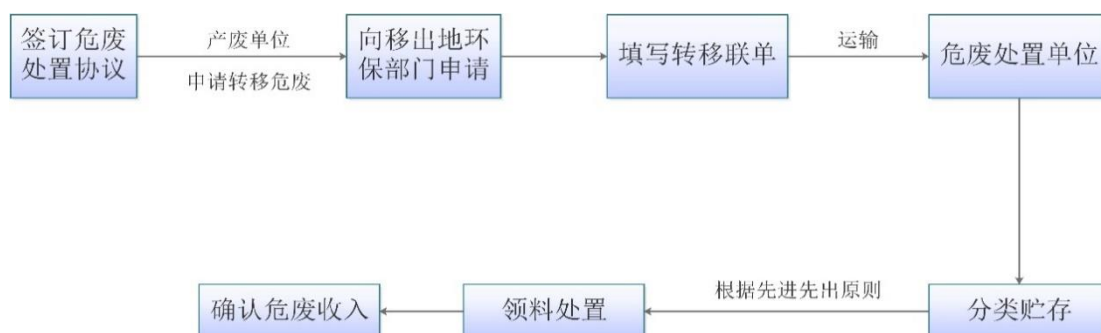 签订危废
处置协议
产废单位
申请转移危废
向移出地环
保部门申请
填写转移联单
运输
危废处置单位
分类贮存
根据先进先出原则
领料处置
确认危废收入